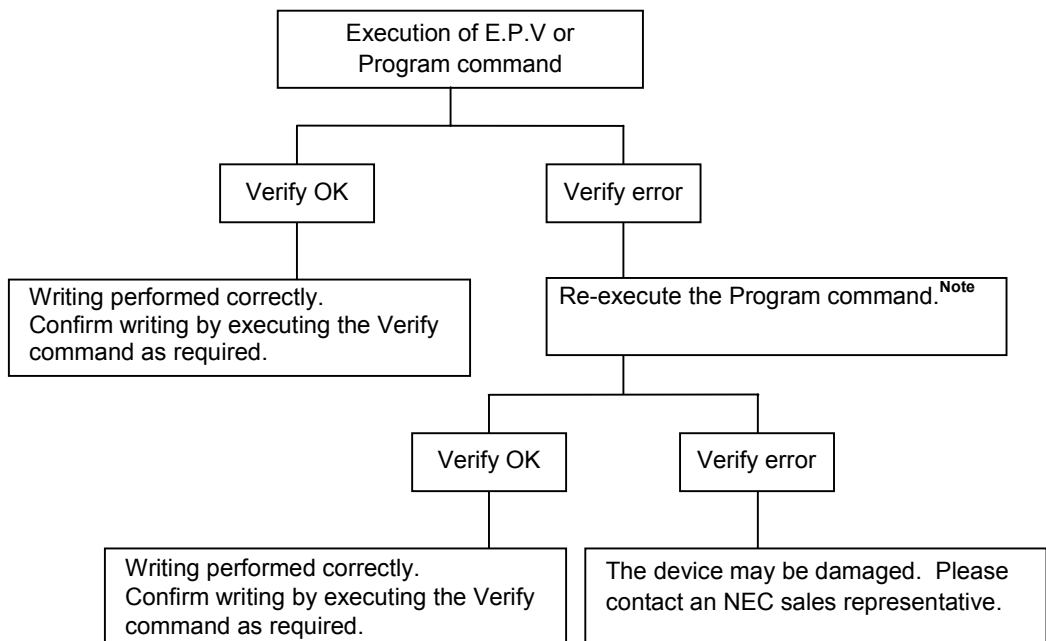 Execution of E.P.V or
Program command
Verify OK
Verify error
Writing performed correctly.
Confirm writing by executing the Verify
command as required.
Re-execute the Program command.Note
Verify OK
Verify error
Writing performed correctly.
Confirm writing by executing the Verify
command as required.
The device may be damaged.  Please
contact an NEC sales representative.